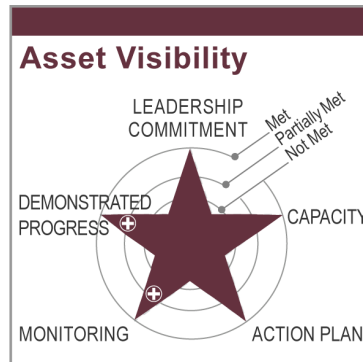 Asset Visibility
LEADERSHIP
COMMITMENT
Met
Partially Met
Not Met
DEMONSTRATED
PROGRESS
CAPACITY
MONITORING
ACTION PLAN